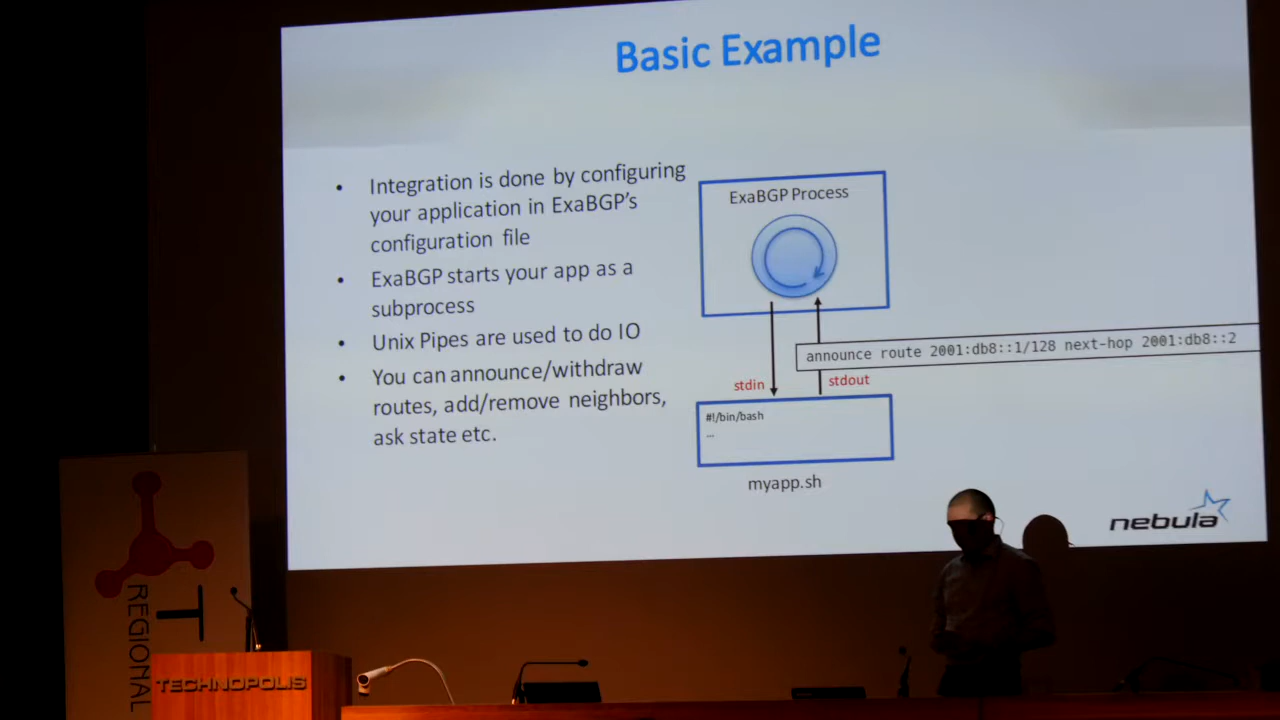 Basic Example
• Integration is done by configuring
your application in ExaBGP's
configuration file
• ExaBGP starts your app as a
subprocess
• Unix Pipes are used to do IO
• You can announce/withdraw
routes, add/remove neighbors,
ask state etc.
ExaBGP Process
announce route 2001:db8::1/128 next-hop 2001:db8::2
stdin
stdout
#!/bin/bash
...
myapp.sh
nebula
T
REGIONAL
TECHNOPOLIS